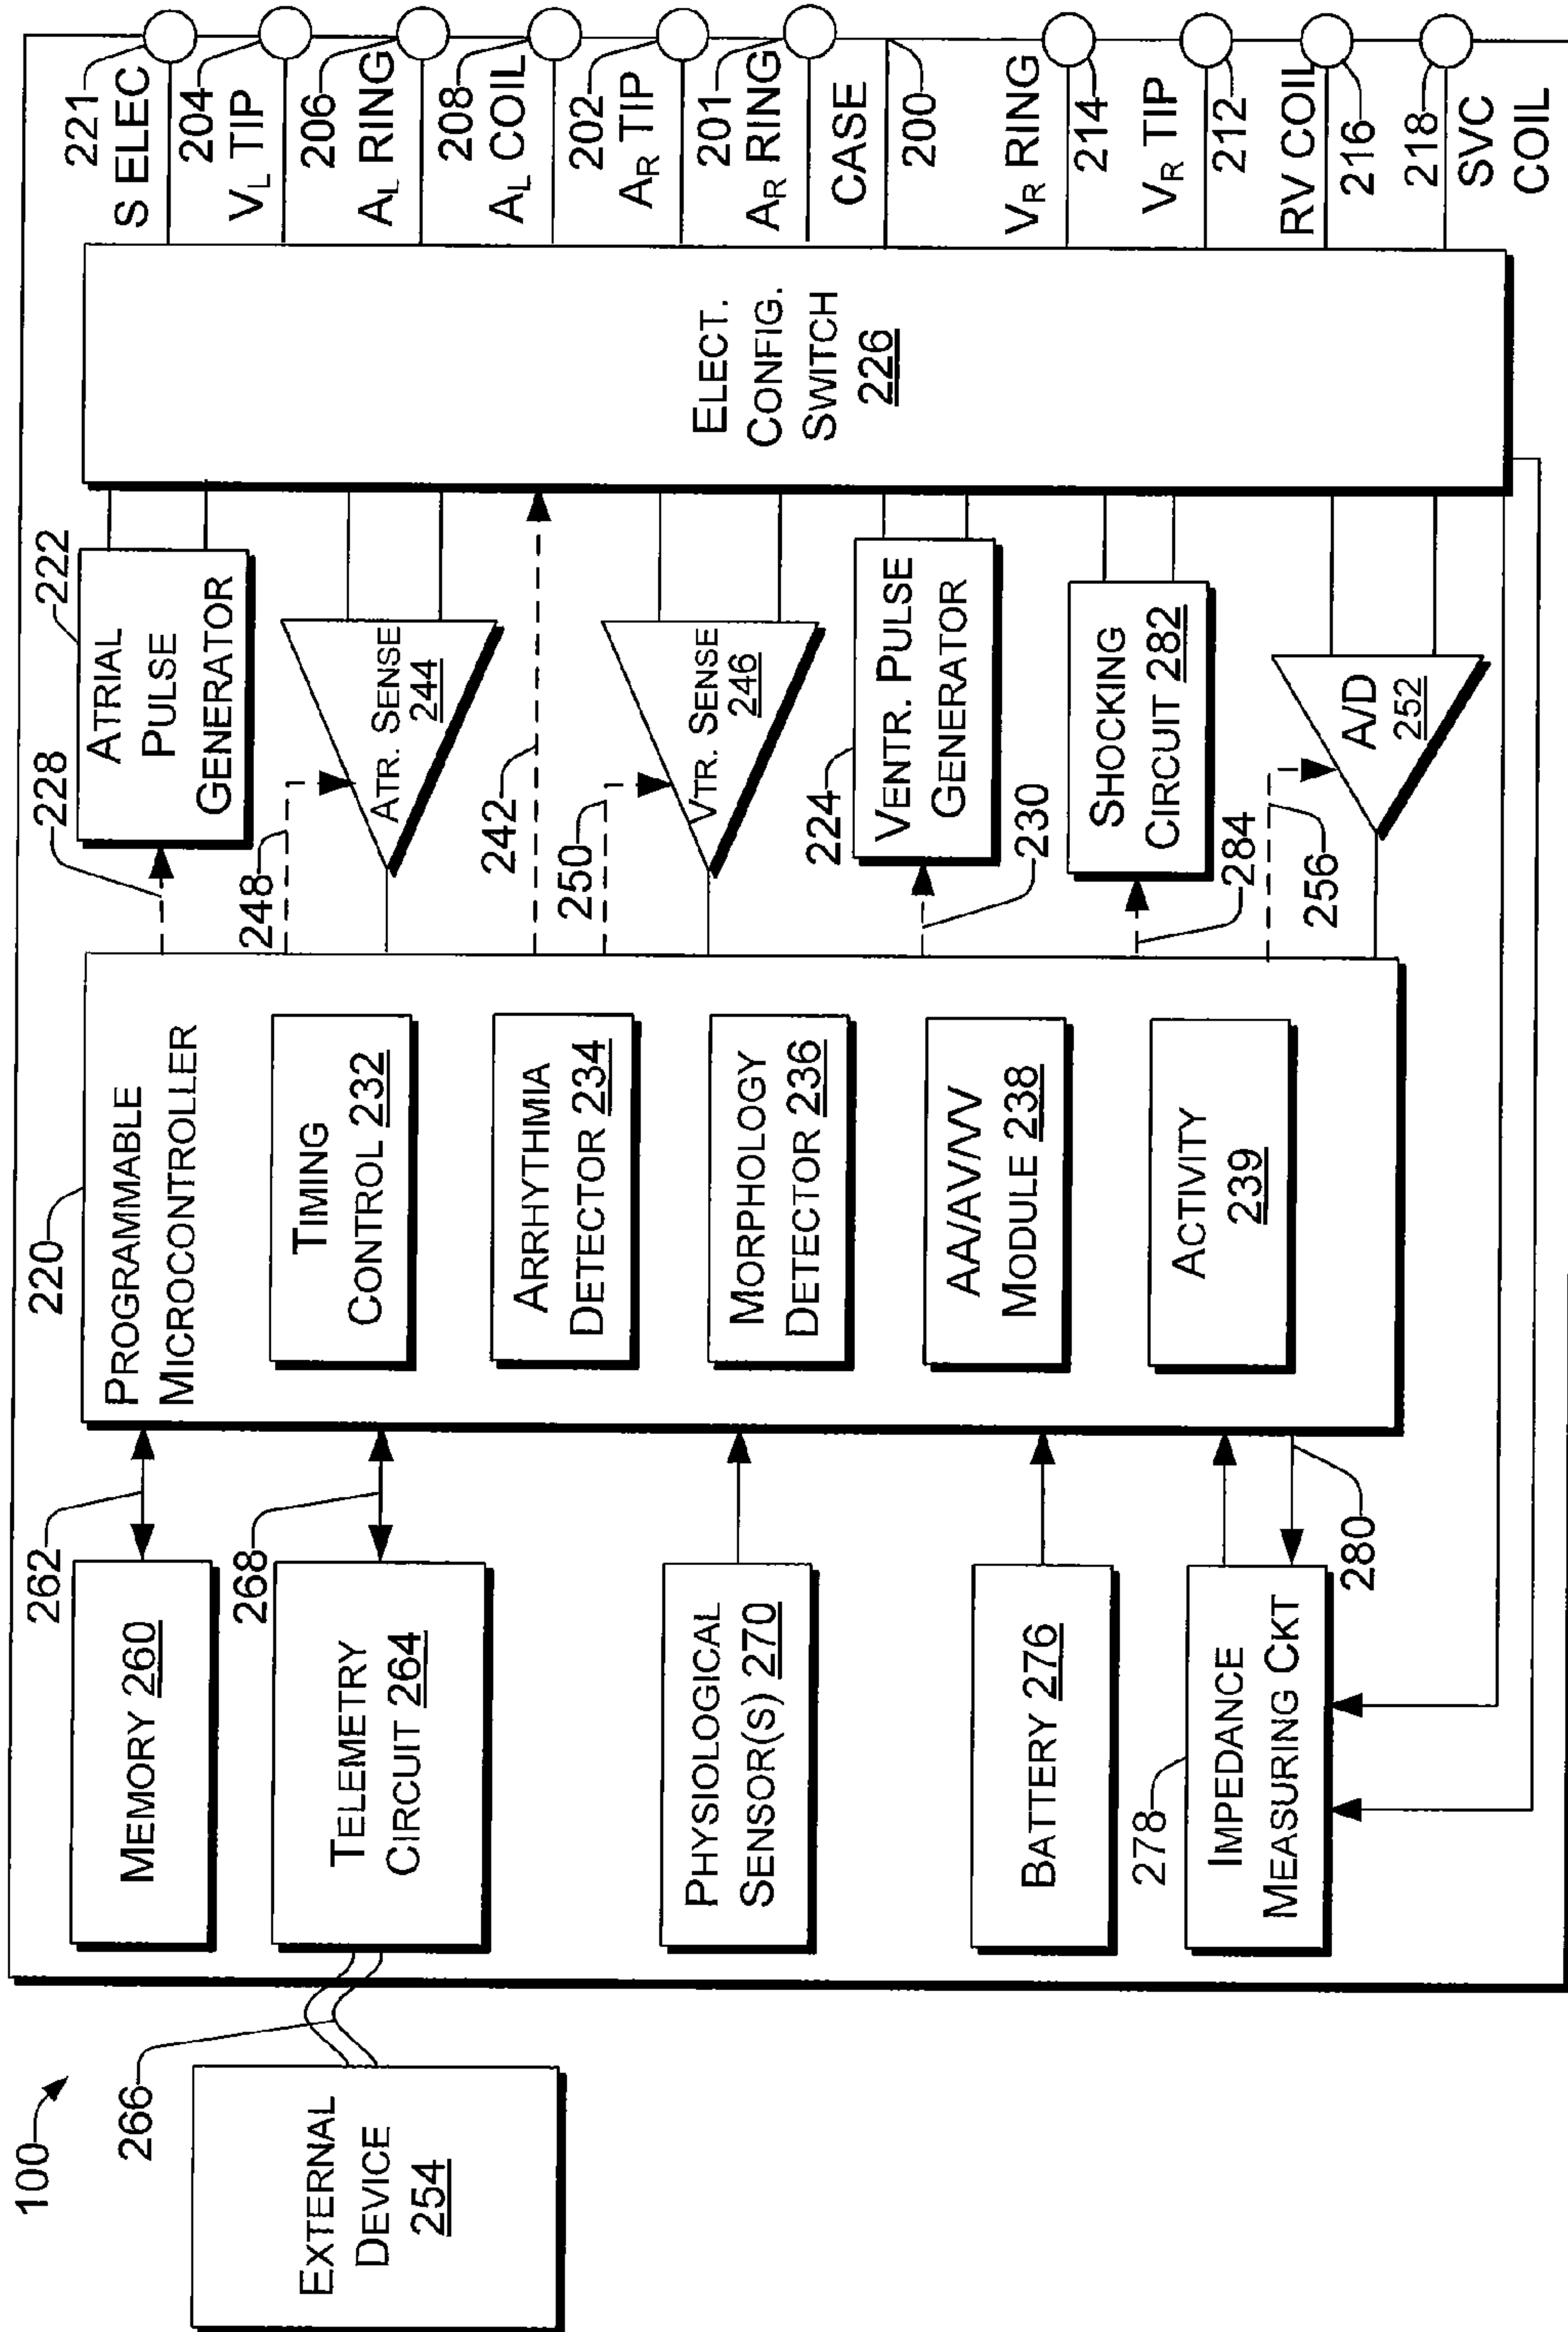 100
EXTERNAL
DEVICE
254
266
262
MEMORY 260
268
TELEMETRY
CIRCUIT 264
PHYSIOLOGICAL
SENSOR(S) 270
BATTERY 276
278
IMPEDANCE
MEASURING CKT
280
220
PROGRAMMABLE
MICROCONTROLLER
TIMING
CONTROL 232
ARRHYTHMIA
DETECTOR 234
MORPHOLOGY
DETECTOR 236
AA/AV/VV
MODULE 238
ACTIVITY
239
228
222
ATRIAL
PULSE
GENERATOR
248
ATR. SENSE
244
242
250
VTR. SENSE
246
224
VENTR. PULSE
GENERATOR
230
SHOCKING
CIRCUIT 282
284
256
A/D
252
ELECT.
CONFIG.
SWITCH
226
221
S ELEC
204
VL TIP
206
AL RING
208
AL COIL
202
AR TIP
201
AR RING
CASE
200
VR RING
214
VR TIP
212
RV COIL
216
218
SVC
COIL